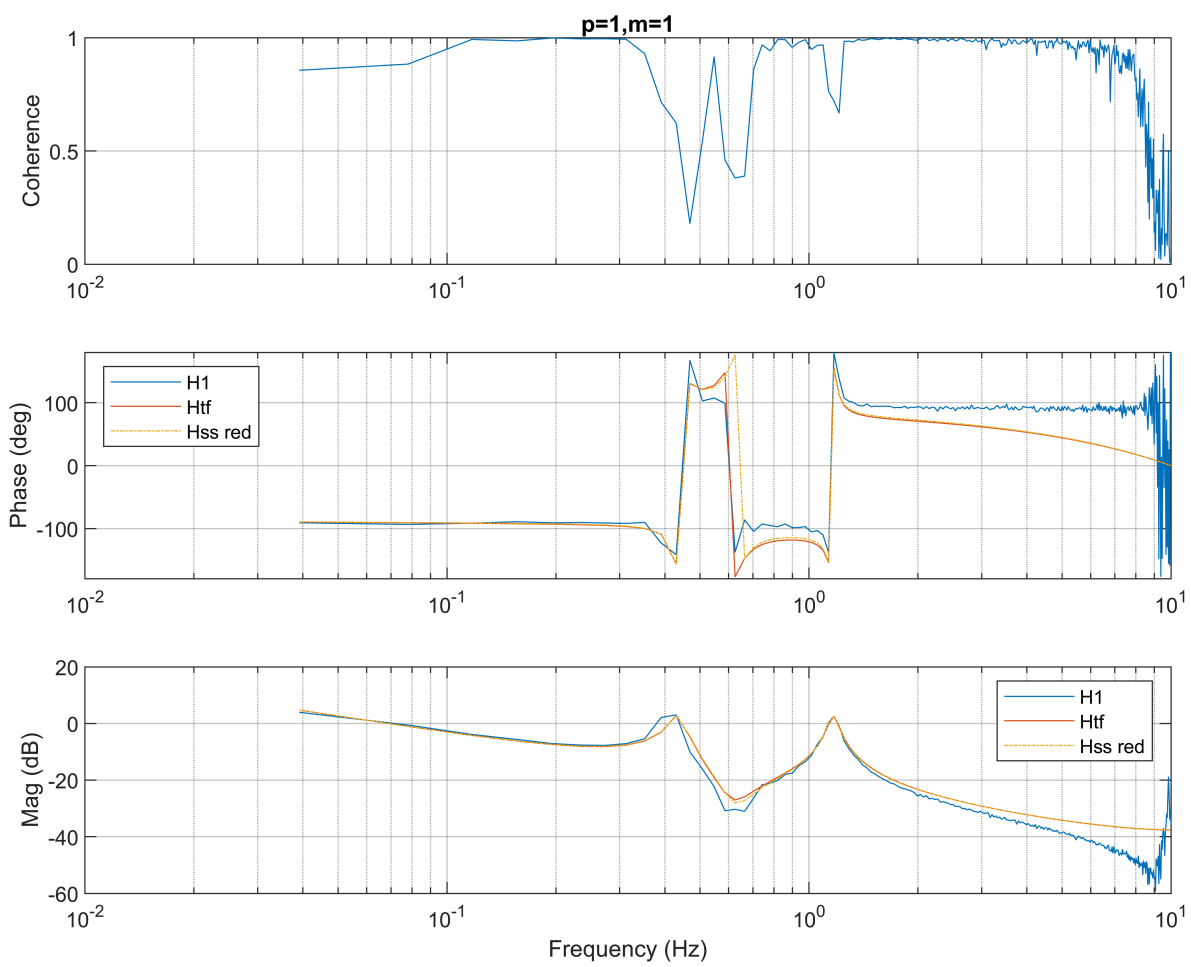 p=1,m=1
Coherence
1
0.5
0
10^-2 10^-1 10^0 10^1
Phase (deg)
100
0
-100
H1
Htf
Hss red
10^-2 10^-1 10^0 10^1
Mag (dB)
20
0
-20
-40
-60
H1
Htf
Hss red
10^-2 10^-1 10^0 10^1
Frequency (Hz)